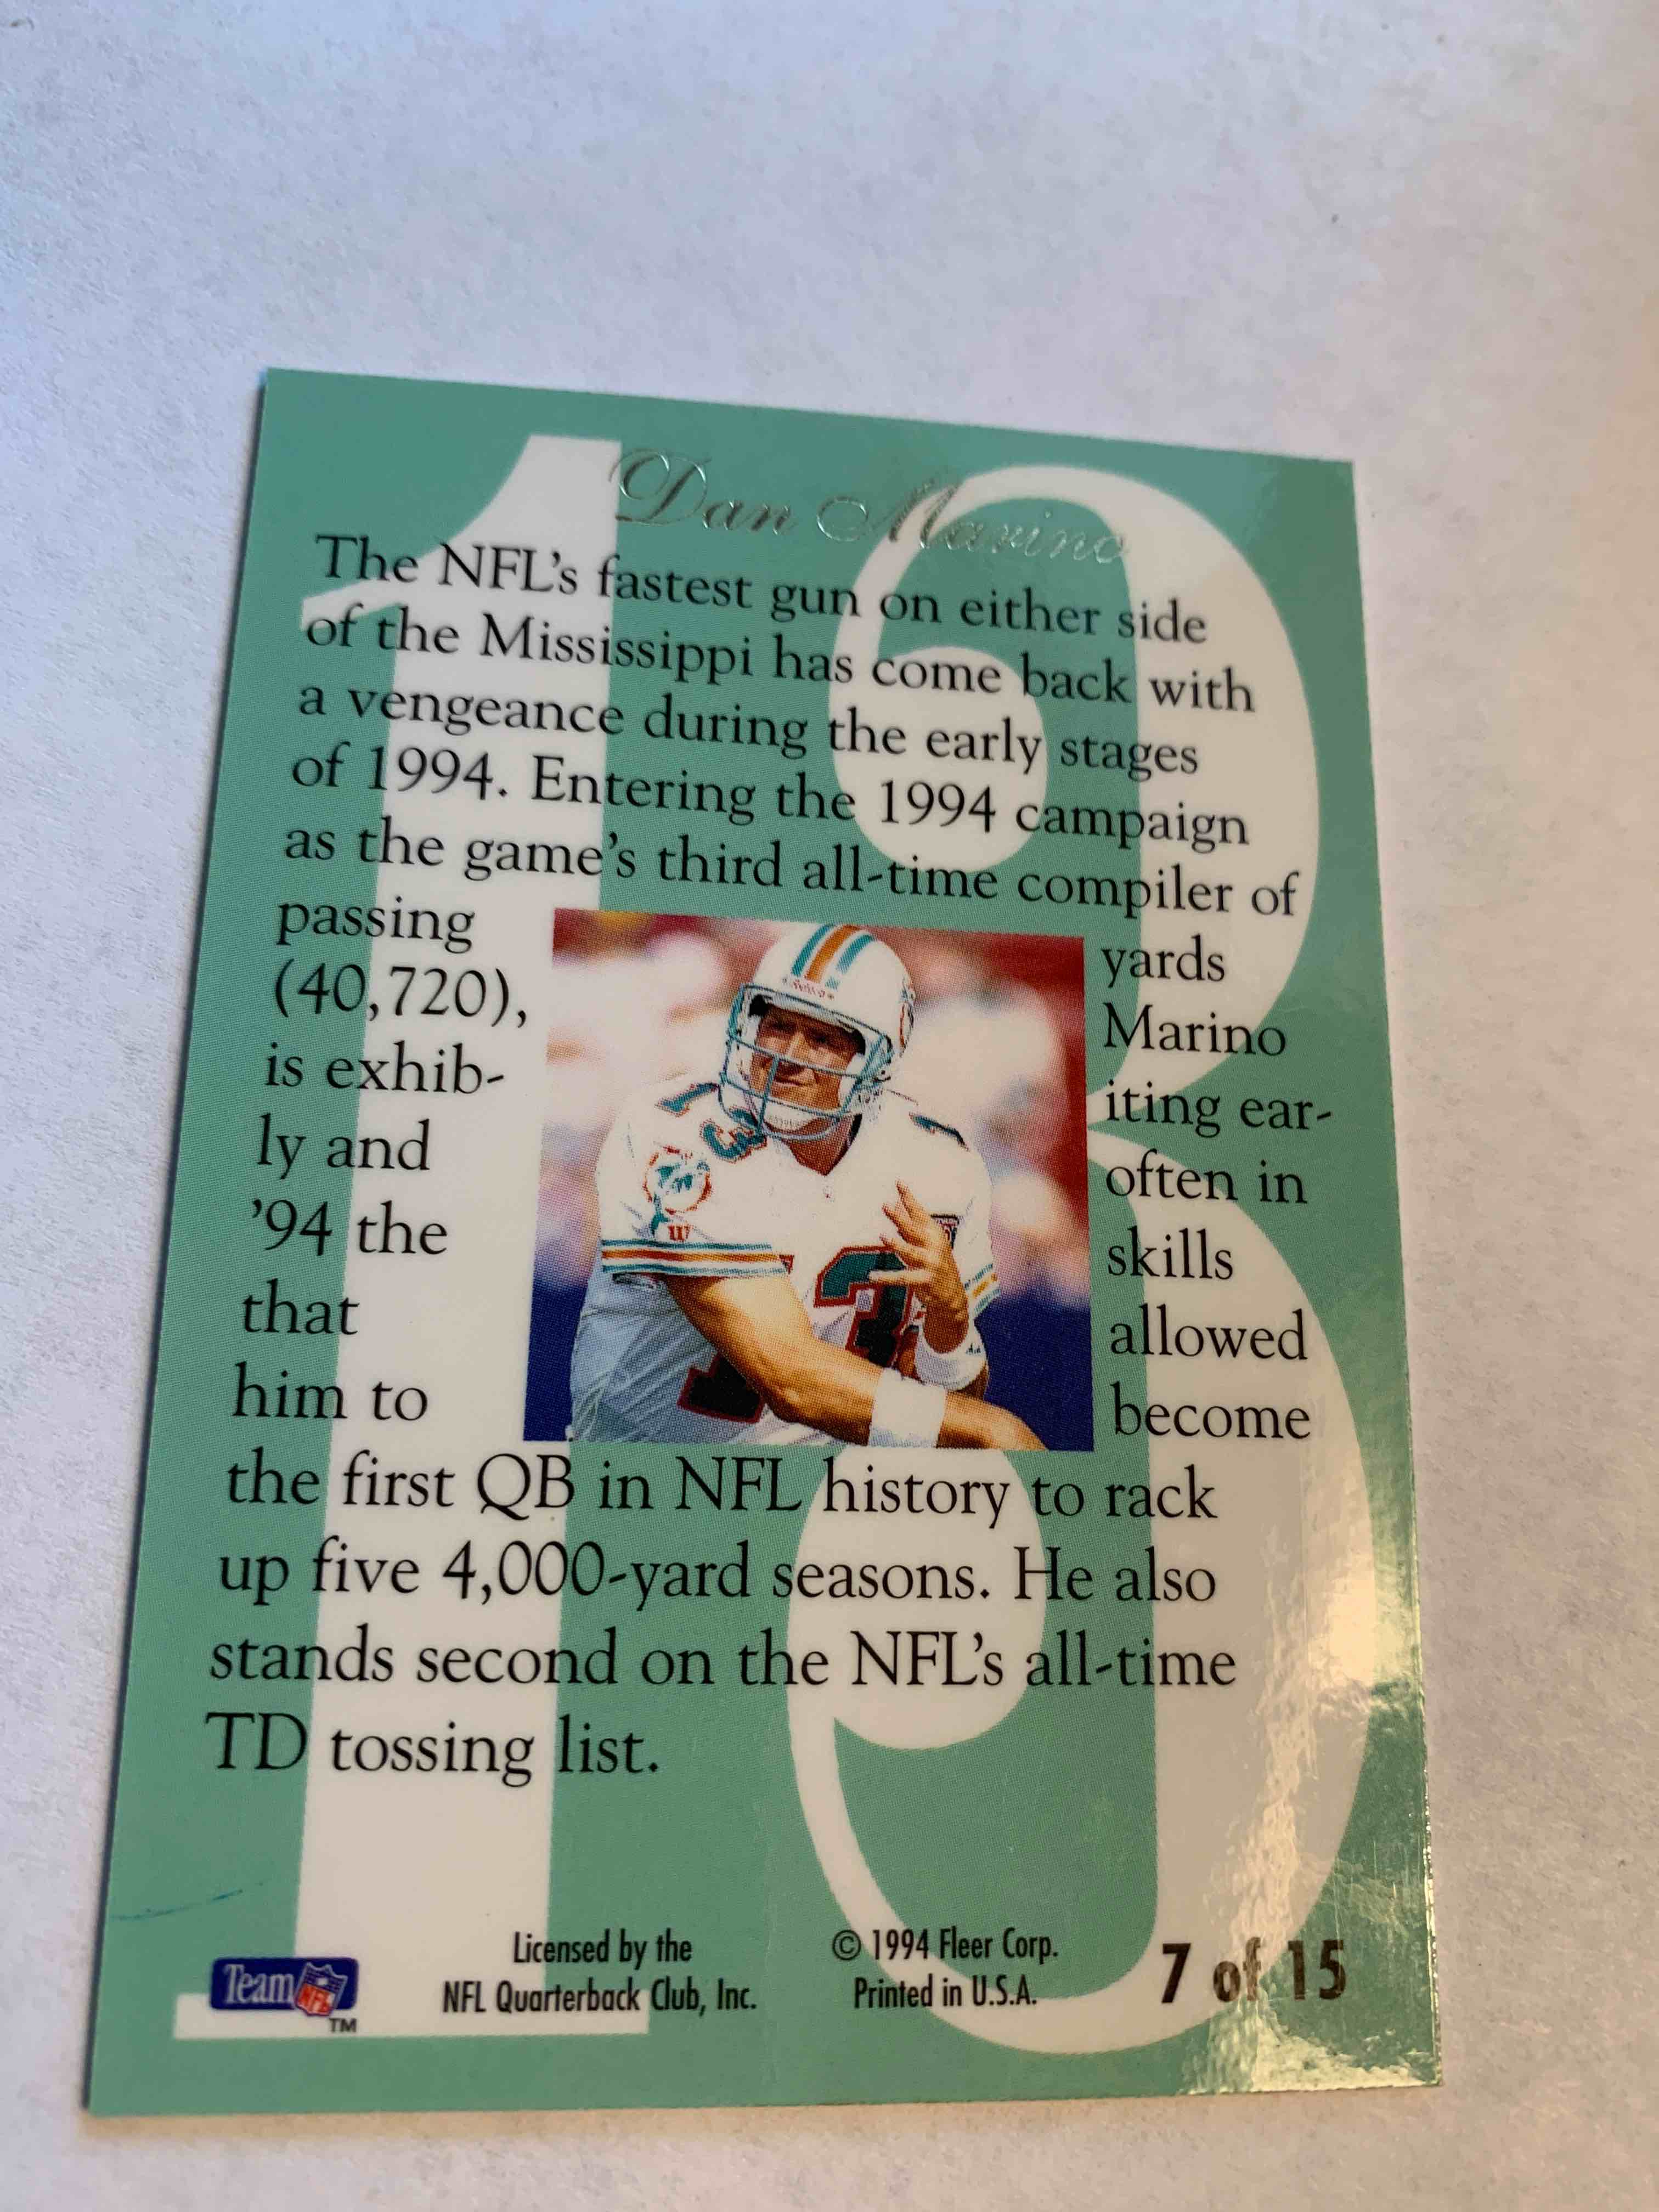 Dan Marino
The NFL's fastest gun on either side
of the Mississippi has come back with
a vengeance during the early stages
of 1994. Entering the 1994 campaign
as the game's third all-time compiler of
passing yards
(40,720), Marino
is exhib- iting ear-
ly and often in
'94 the skills
that allowed
him to become
the first QB in NFL history to rack
up five 4,000-yard seasons. He also
stands second on the NFL's all-time
TD tossing list.
Team NFL TM
Licensed by the
NFL Quarterback Club, Inc.
© 1994 Fleer Corp.
Printed in U.S.A.
7 of 15
13